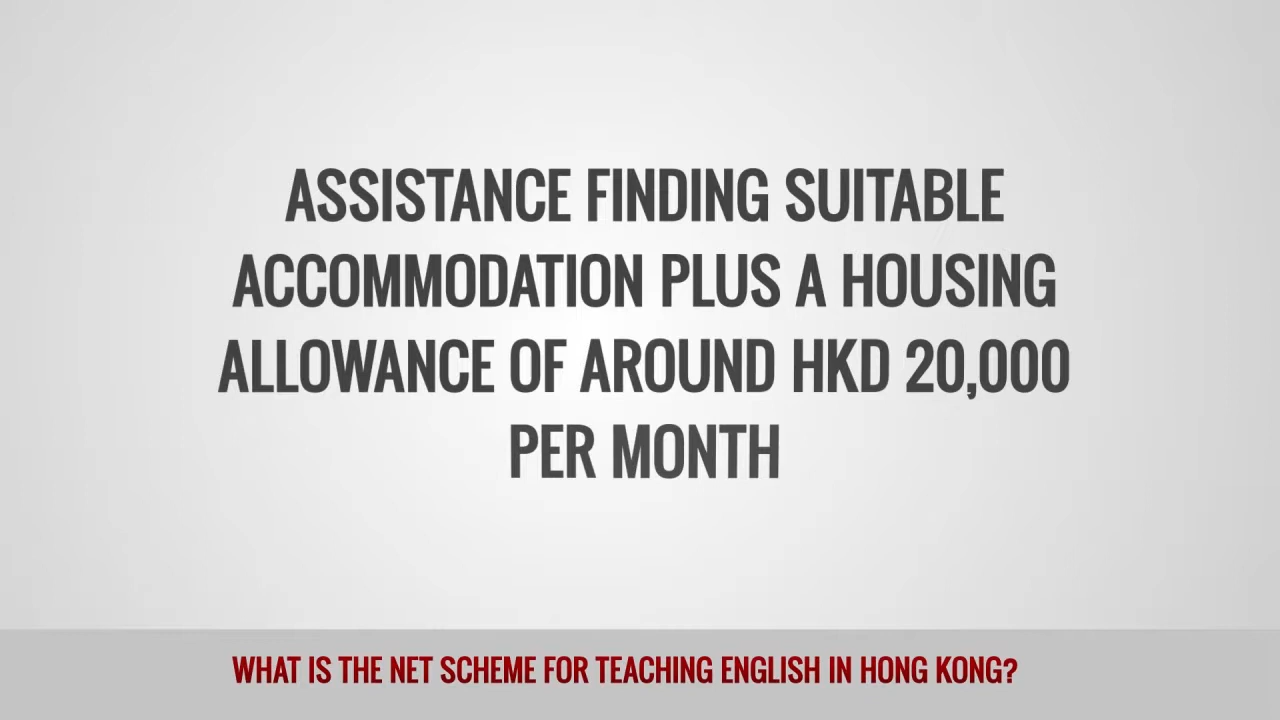 ASSISTANCE FINDING SUITABLE
ACCOMMODATION PLUS A HOUSING
ALLOWANCE OF AROUND HKD 20,000
PER MONTH
WHAT IS THE NET SCHEME FOR TEACHING ENGLISH IN HONG KONG?